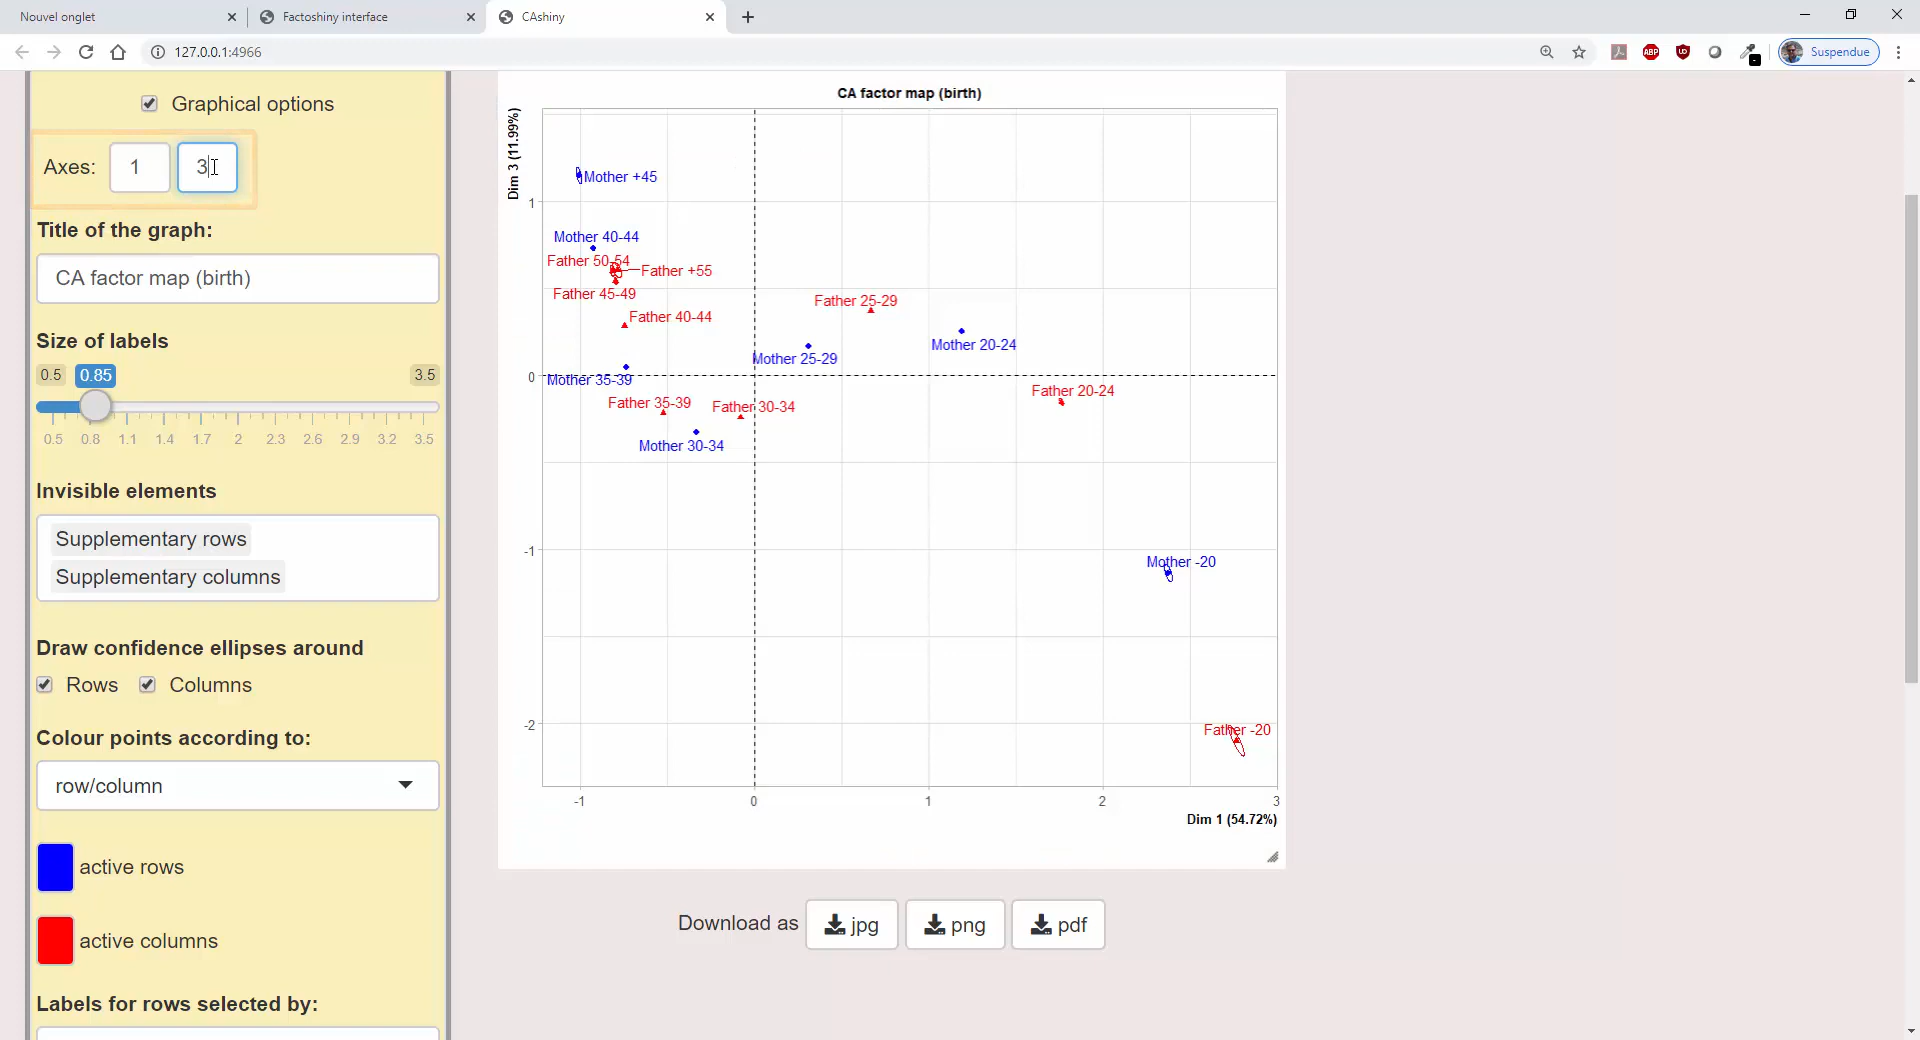 Nouvel onglet
Factoshiny interface
CAshiny
127.0.0.1:4966
ABP
Suspendue
Graphical options
Axes: 1 3
Title of the graph:
CA factor map (birth)
Size of labels
0.5 0.85 3.5
0.5 0.8 1.1 1.4 1.7 2 2.3 2.6 2.9 3.2 3.5
Invisible elements
Supplementary rows
Supplementary columns
Draw confidence ellipses around
Rows Columns
Colour points according to:
row/column
active rows
active columns
Labels for rows selected by:
CA factor map (birth)
Dim 3 (11.99%)
Mother +45
1
Mother 40-44
Father 50-54
Father +55
Father 45-49
Father 25-29
Father 40-44
Mother 20-24
Mother 25-29
0
Mother 35-39
Father 20-24
Father 35-39
Father 30-34
Mother 30-34
-1
Mother -20
-2
Father -20
-1 0 1 2 3
Dim 1 (54.72%)
Download as jpg png pdf